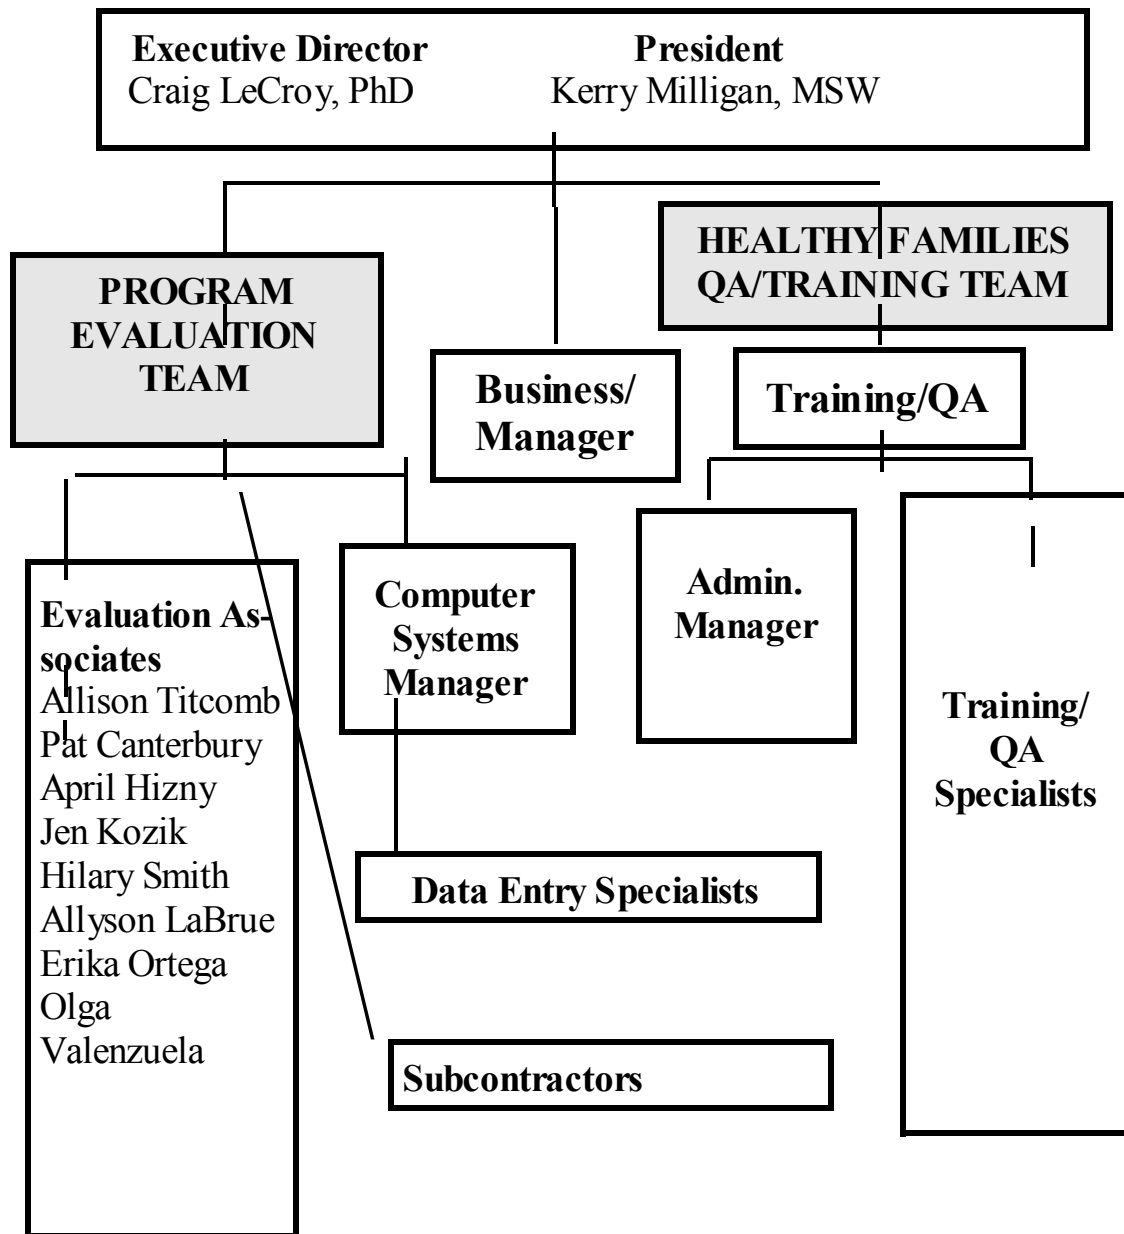 Executive Director President
Craig LeCroy, PhD Kerry Milligan, MSW
HEALTHY FAMILIES
QA/TRAINING TEAM
PROGRAM
EVALUATION
TEAM
Business/
Manager
Training/QA
Evaluation As-
sociates
Allison Titcomb
Pat Canterbury
April Hizny
Jen Kozik
Hilary Smith
Allyson LaBrue
Erika Ortega
Olga
Valenzuela
Computer
Systems
Manager
Admin.
Manager
Training/
QA
Specialists
Data Entry Specialists
Subcontractors